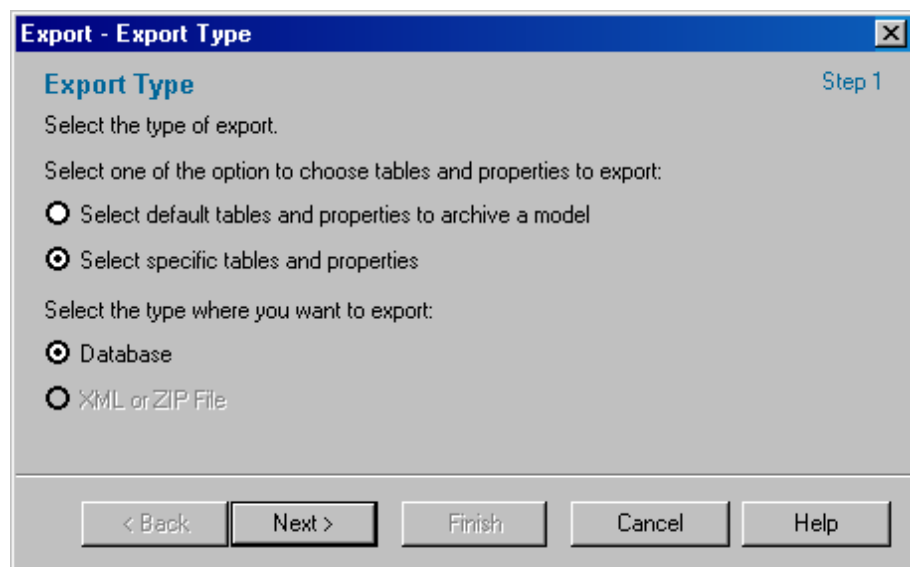 Export - Export Type
Export Type
Step 1
Select the type of export.
Select one of the option to choose tables and properties to export:
Select default tables and properties to archive a model
Select specific tables and properties
Select the type where you want to export:
Database
XML or ZIP File
< Back
Next >
Finish
Cancel
Help